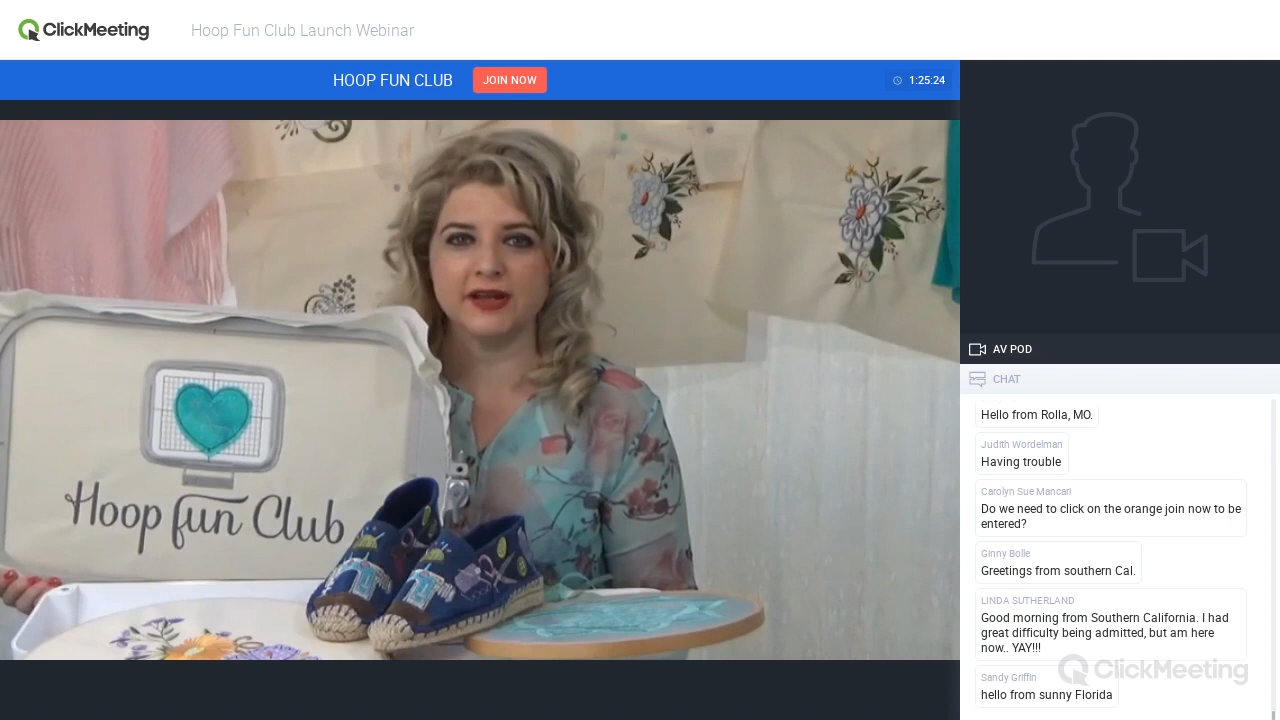 ClickMeeting
Hoop Fun Club Launch Webinar
HOOP FUN CLUB
JOIN NOW
1:25:24
Hoop fun Club
AV POD
CHAT
Hello from Rolla, MO.
Judith Wordelman
Having trouble
Carolyn Sue Mancari
Do we need to click on the orange join now to be
entered?
Ginny Bolle
Greetings from southern Cal.
LINDA SUTHERLAND
Good morning from Southern California. I had
great difficulty being admitted, but am here
now.. YAY!!!
Sandy Griffin
hello from sunny Florida
ClickMeeting